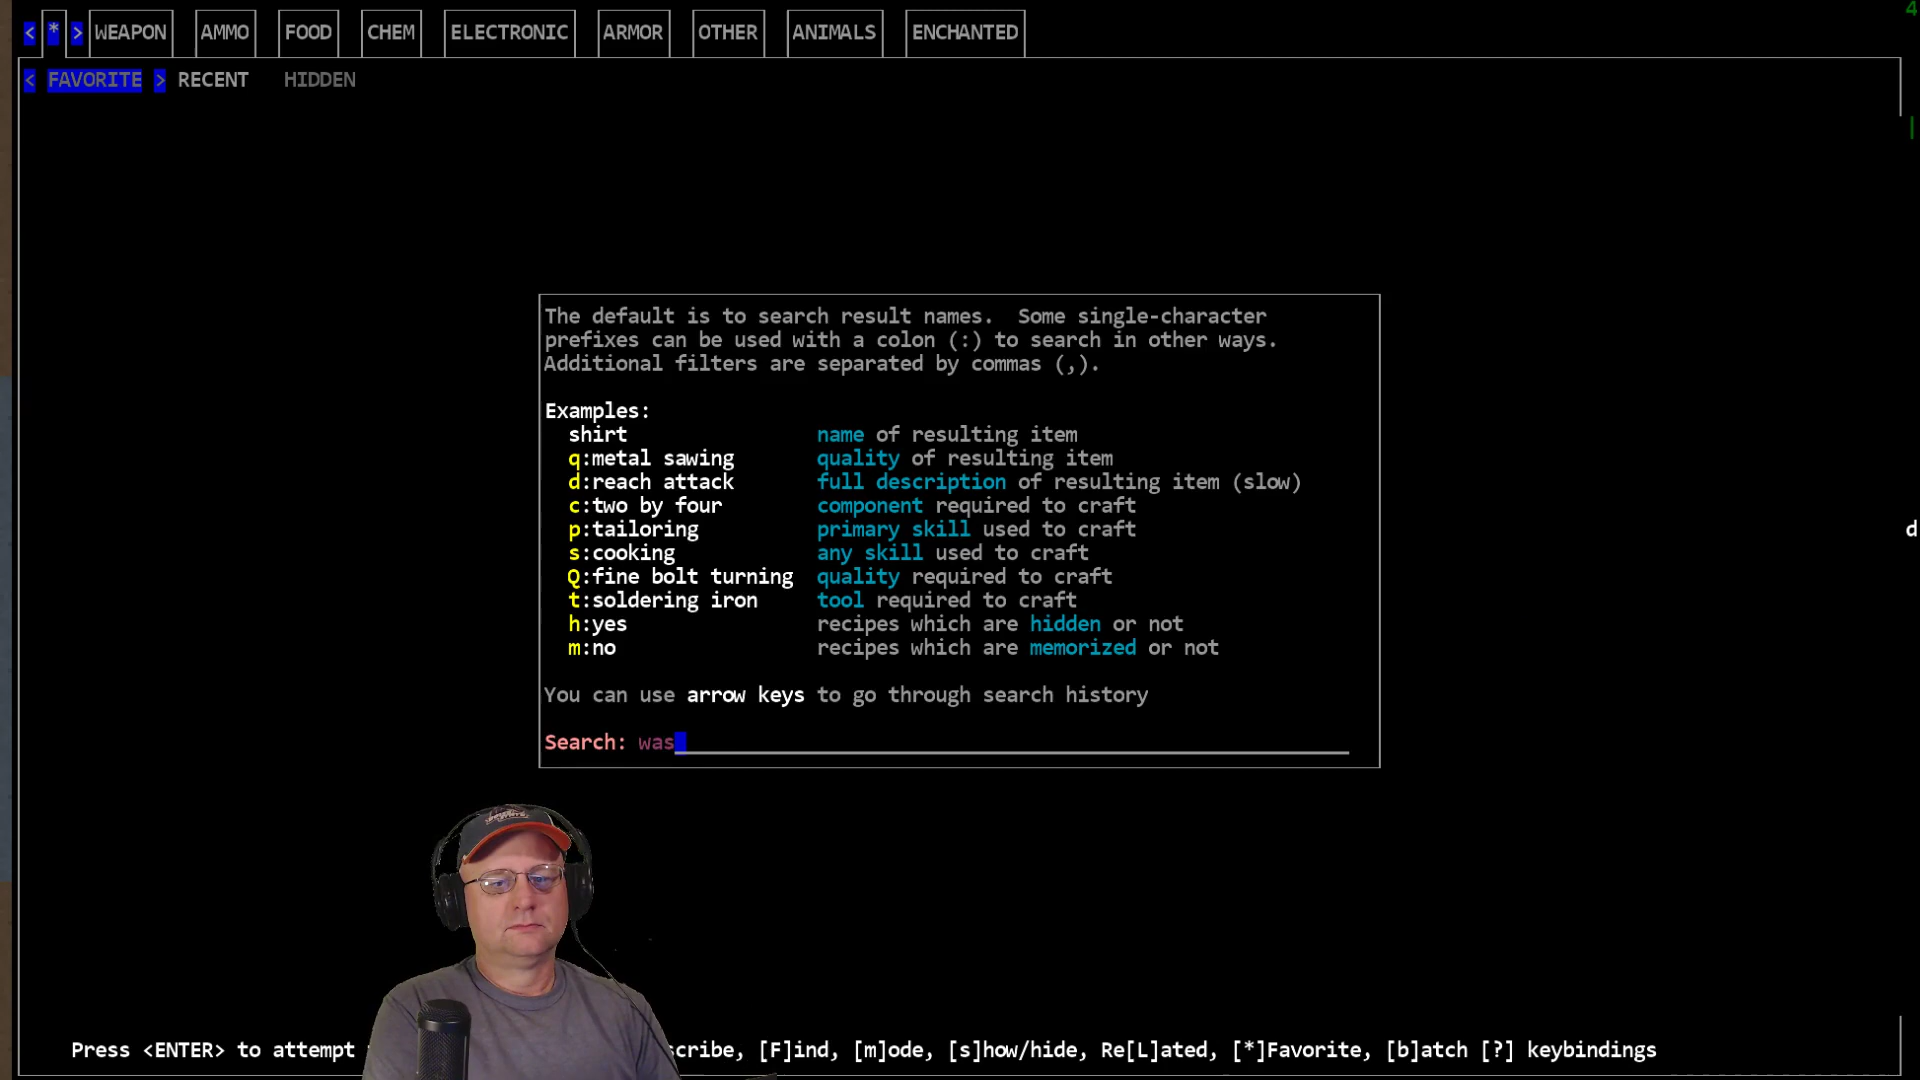 4
< * > WEAPON AMMO FOOD CHEM ELECTRONIC ARMOR OTHER ANIMALS ENCHANTED
< FAVORITE > RECENT HIDDEN
The default is to search result names.  Some single-character
prefixes can be used with a colon (:) to search in other ways.
Additional filters are separated by commas (,).
Examples:
shirt name of resulting item
q:metal sawing quality of resulting item
d:reach attack full description of resulting item (slow)
c:two by four component required to craft
p:tailoring primary skill used to craft
d
s:cooking any skill used to craft
Q:fine bolt turning quality required to craft
t:soldering iron tool required to craft
h:yes recipes which are hidden or not
m:no recipes which are memorized or not
You can use arrow keys to go through search history
Search: was
Press <ENTER> to attempt scribe, [F]ind, [m]ode, [s]how/hide, Re[L]ated, [*]Favorite, [b]atch [?] keybindings